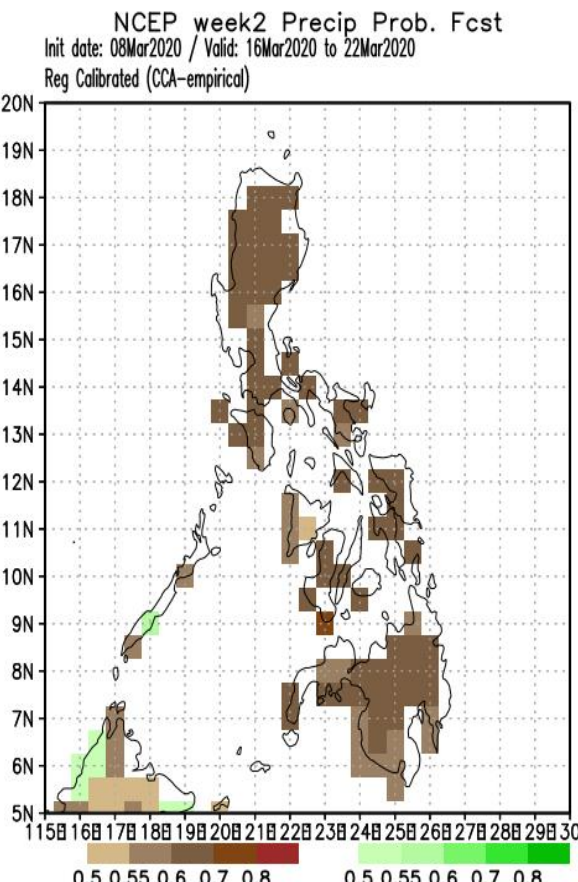 NCEP week2 Precip Prob. Fcst
Init date: 08Mar2020 / Valid: 16Mar2020 to 22Mar2020
Reg Calibrated (CCA-empirical)
20N
19N
18N
17N
16N
15N
14N
13N
12N
11N
10N
9N
8N
7N
6N
5N
0.5 0.55 0.6 0.7 0.8
0.5 0.55 0.6 0.7 0.8